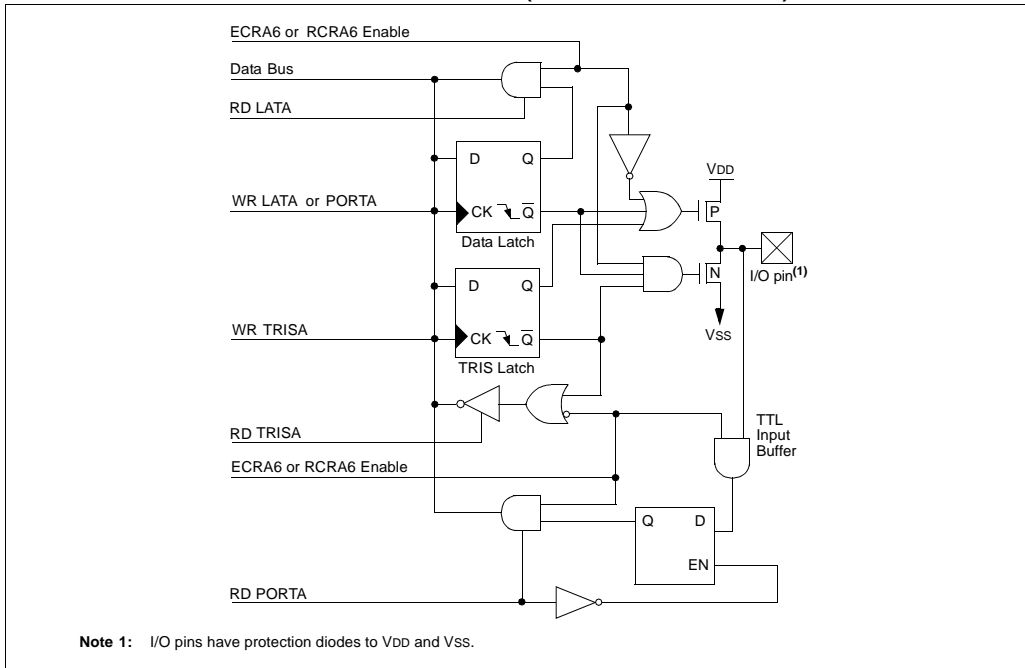 ECRA6 or RCRA6 Enable
Data Bus
RD LATA
D Q
VDD
WR LATA or PORTA
CK Q
P
Data Latch
N
I/O pin(1)
D Q
WR TRISA
CK Q
VSS
TRIS Latch
TTL
Input
Buffer
RD TRISA
ECRA6 or RCRA6 Enable
Q D
EN
RD PORTA
Note 1: I/O pins have protection diodes to VDD and VSS.